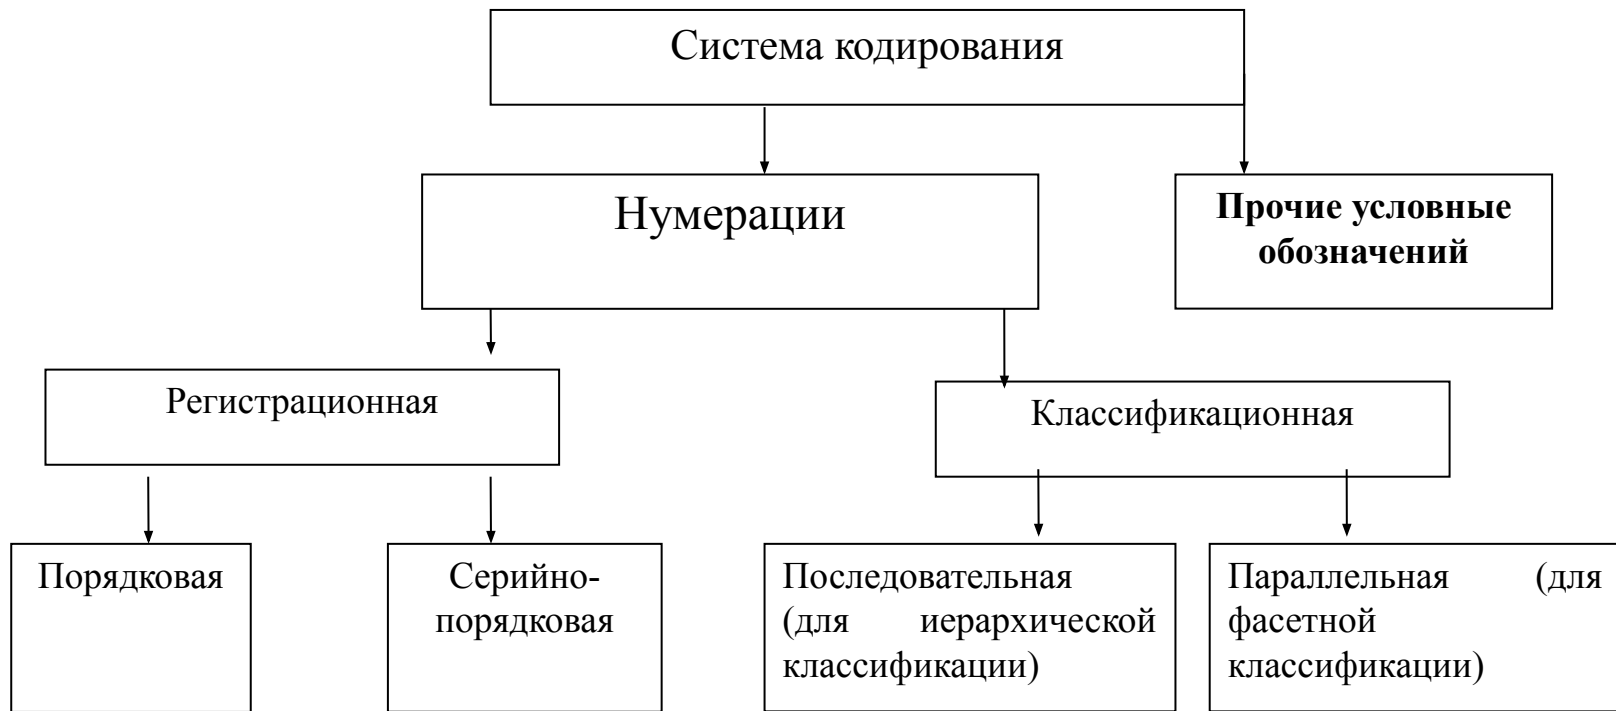 Система кодирования
Нумерации
Прочие условные
обозначений
Регистрационная
Классификационная
Порядковая
Серийно-
порядковая
Последовательная
(для иерархической
классификации)
Параллельная (для
фасетной
классификации)